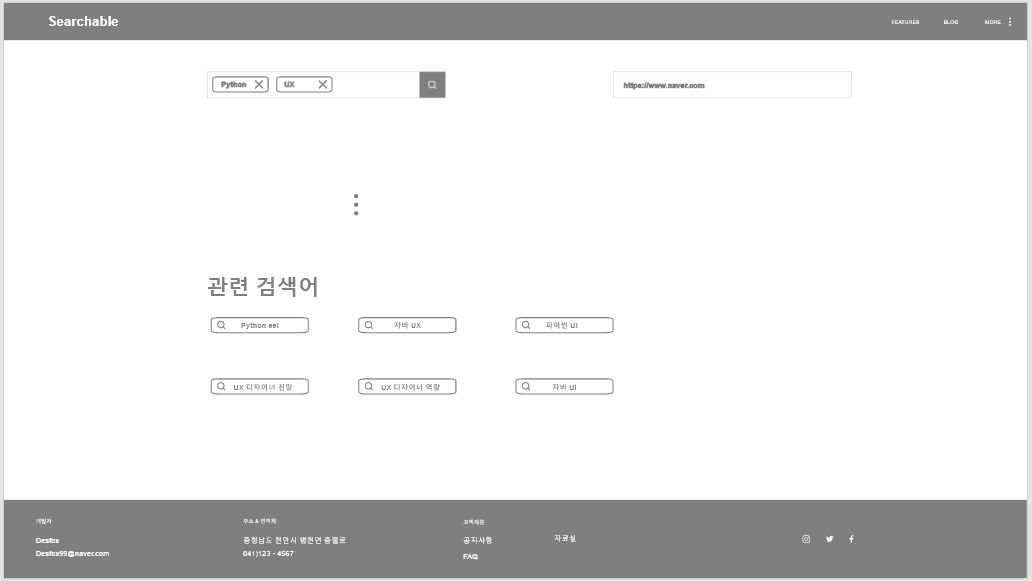 Searchable
FEATURES BLOG MORE
Python UX
https://www.naver.com
관련 검색어
Python eel 자바 UX 파이썬 UI
UX 디자이너 전망 UX 디자이너 역량 자바 UI
개발자 주소 & 연락처 고객지원
Desfox 충청남도 천안시 병천면 충절로 공지사항 자료실
Desfox99@naver.com 041)123 - 4567 FAQ